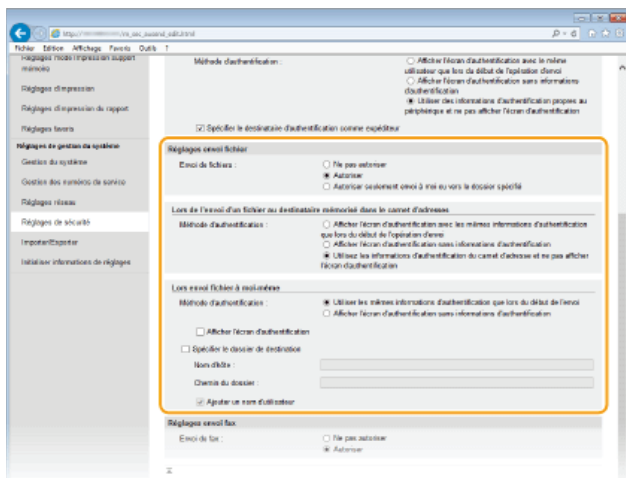 Fichier Edition Affichage Favoris Outils ?
Réglages mode impression support
mémoire
Réglages d'impression
Réglages d'impression du rapport
Réglages favoris
Réglages de gestion du système
Gestion du système
Gestion des numéros de service
Réglages réseau
Réglages de sécurité
Importer/Exporter
Initialiser informations de réglages
Méthode d'authentification :
Afficher l'écran d'authentification avec le même
utilisateur que lors du début de l'opération d'envoi
Afficher l'écran d'authentification sans informations
d'authentification
Utiliser des informations d'authentification propres au
périphérique et ne pas afficher l'écran d'authentification
Spécifier le destinataire d'authentification comme expéditeur
Réglages envoi fichier
Envoi de fichiers :
Ne pas autoriser
Autoriser
Autoriser seulement envoi à moi ou vers le dossier spécifié
Lors de l'envoi d'un fichier au destinataire mémorisé dans le carnet d'adresses
Méthode d'authentification :
Afficher l'écran d'authentification avec les mêmes informations d'authentification
que lors du début de l'opération d'envoi
Afficher l'écran d'authentification sans informations d'authentification
Utilisez les informations d'authentification du carnet d'adresse et ne pas afficher
l'écran d'authentification
Lors envoi fichier à moi-même
Méthode d'authentification :
Utiliser les mêmes informations d'authentification que lors du début de l'envoi
Afficher l'écran d'authentification sans informations d'authentification
Afficher l'écran d'authentification
Spécifier le dossier de destination
Nom d'hôte :
Chemin du dossier :
Ajouter un nom d'utilisateur
Réglages envoi fax
Envoi de fax :
Ne pas autoriser
Autoriser